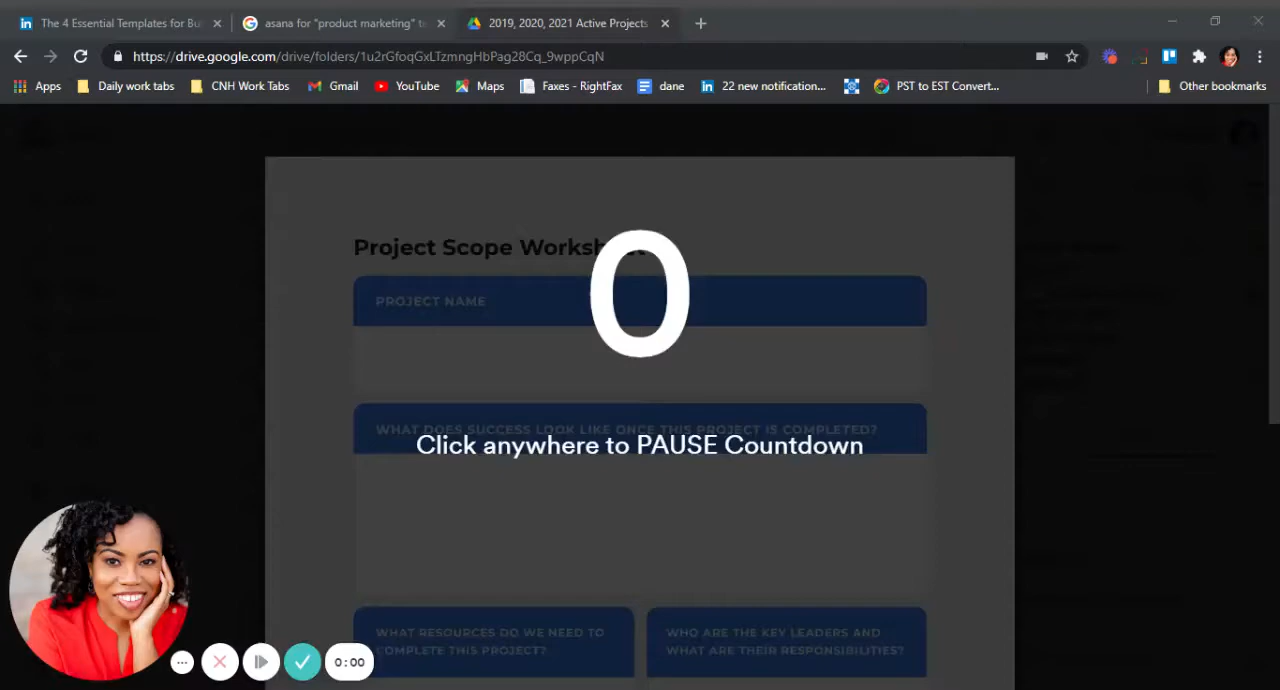 The 4 Essential Templates for Bu
asana for "product marketing" t
2019, 2020, 2021 Active Projects
https://drive.google.com/drive/folders/1u2rGfoqGxLTzmngHbPag28Cq_9wppCqN
Apps
Daily work tabs
CNH Work Tabs
Gmail
YouTube
Maps
Faxes - RightFax
dane
22 new notification...
PST to EST Convert...
Other bookmarks
Project Scope Worksheet
PROJECT NAME
0
WHAT DOES SUCCESS LOOK LIKE ONCE THIS PROJECT IS COMPLETED?
Click anywhere to PAUSE Countdown
WHAT RESOURCES DO WE NEED TO
COMPLETE THIS PROJECT?
WHO ARE THE KEY LEADERS AND
WHAT ARE THEIR RESPONSIBILITIES?
0:00